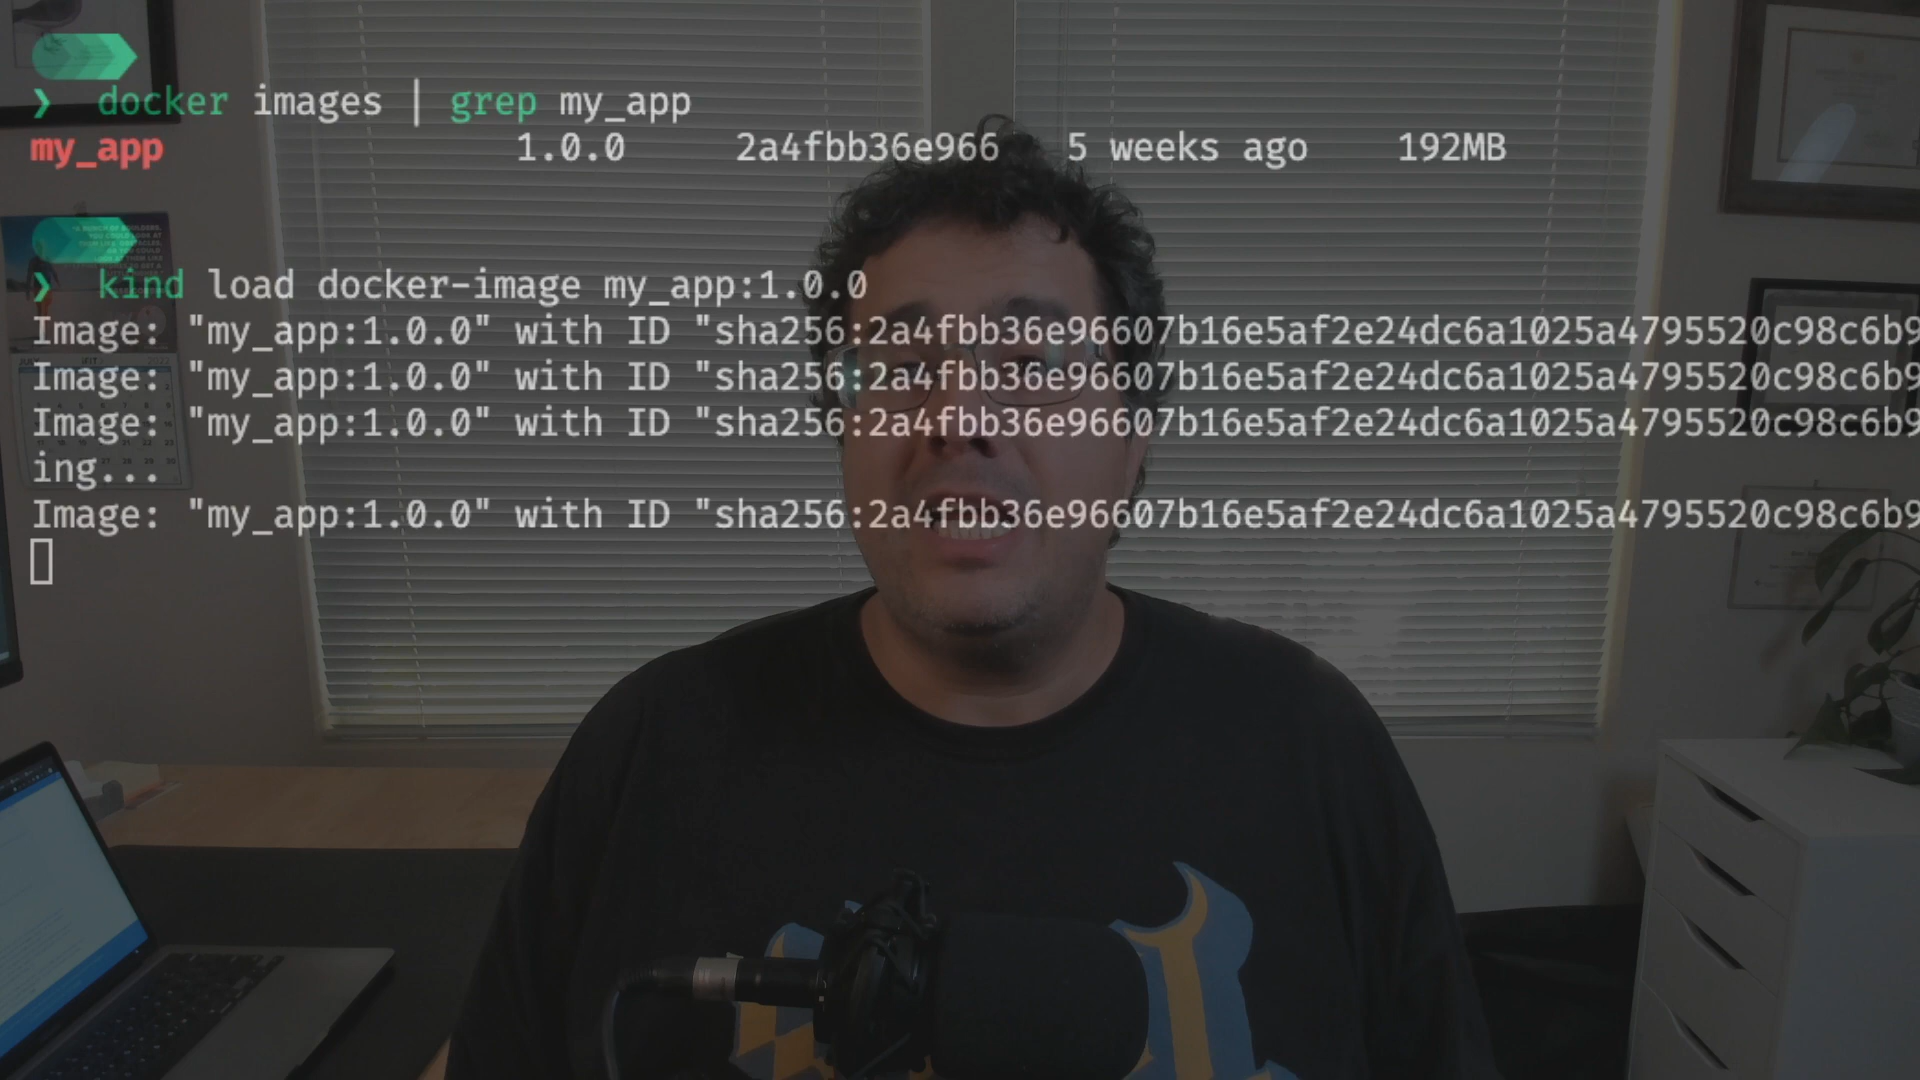 ❯ docker images | grep my_app
my_app 1.0.0 2a4fbb36e966 5 weeks ago 192MB
❯ kind load docker-image my_app:1.0.0
Image: "my_app:1.0.0" with ID "sha256:2a4fbb36e96607b16e5af2e24dc6a1025a4795520c98c6b9
Image: "my_app:1.0.0" with ID "sha256:2a4fbb36e96607b16e5af2e24dc6a1025a4795520c98c6b9
Image: "my_app:1.0.0" with ID "sha256:2a4fbb36e96607b16e5af2e24dc6a1025a4795520c98c6b9
ing...
Image: "my_app:1.0.0" with ID "sha256:2a4fbb36e96607b16e5af2e24dc6a1025a4795520c98c6b9